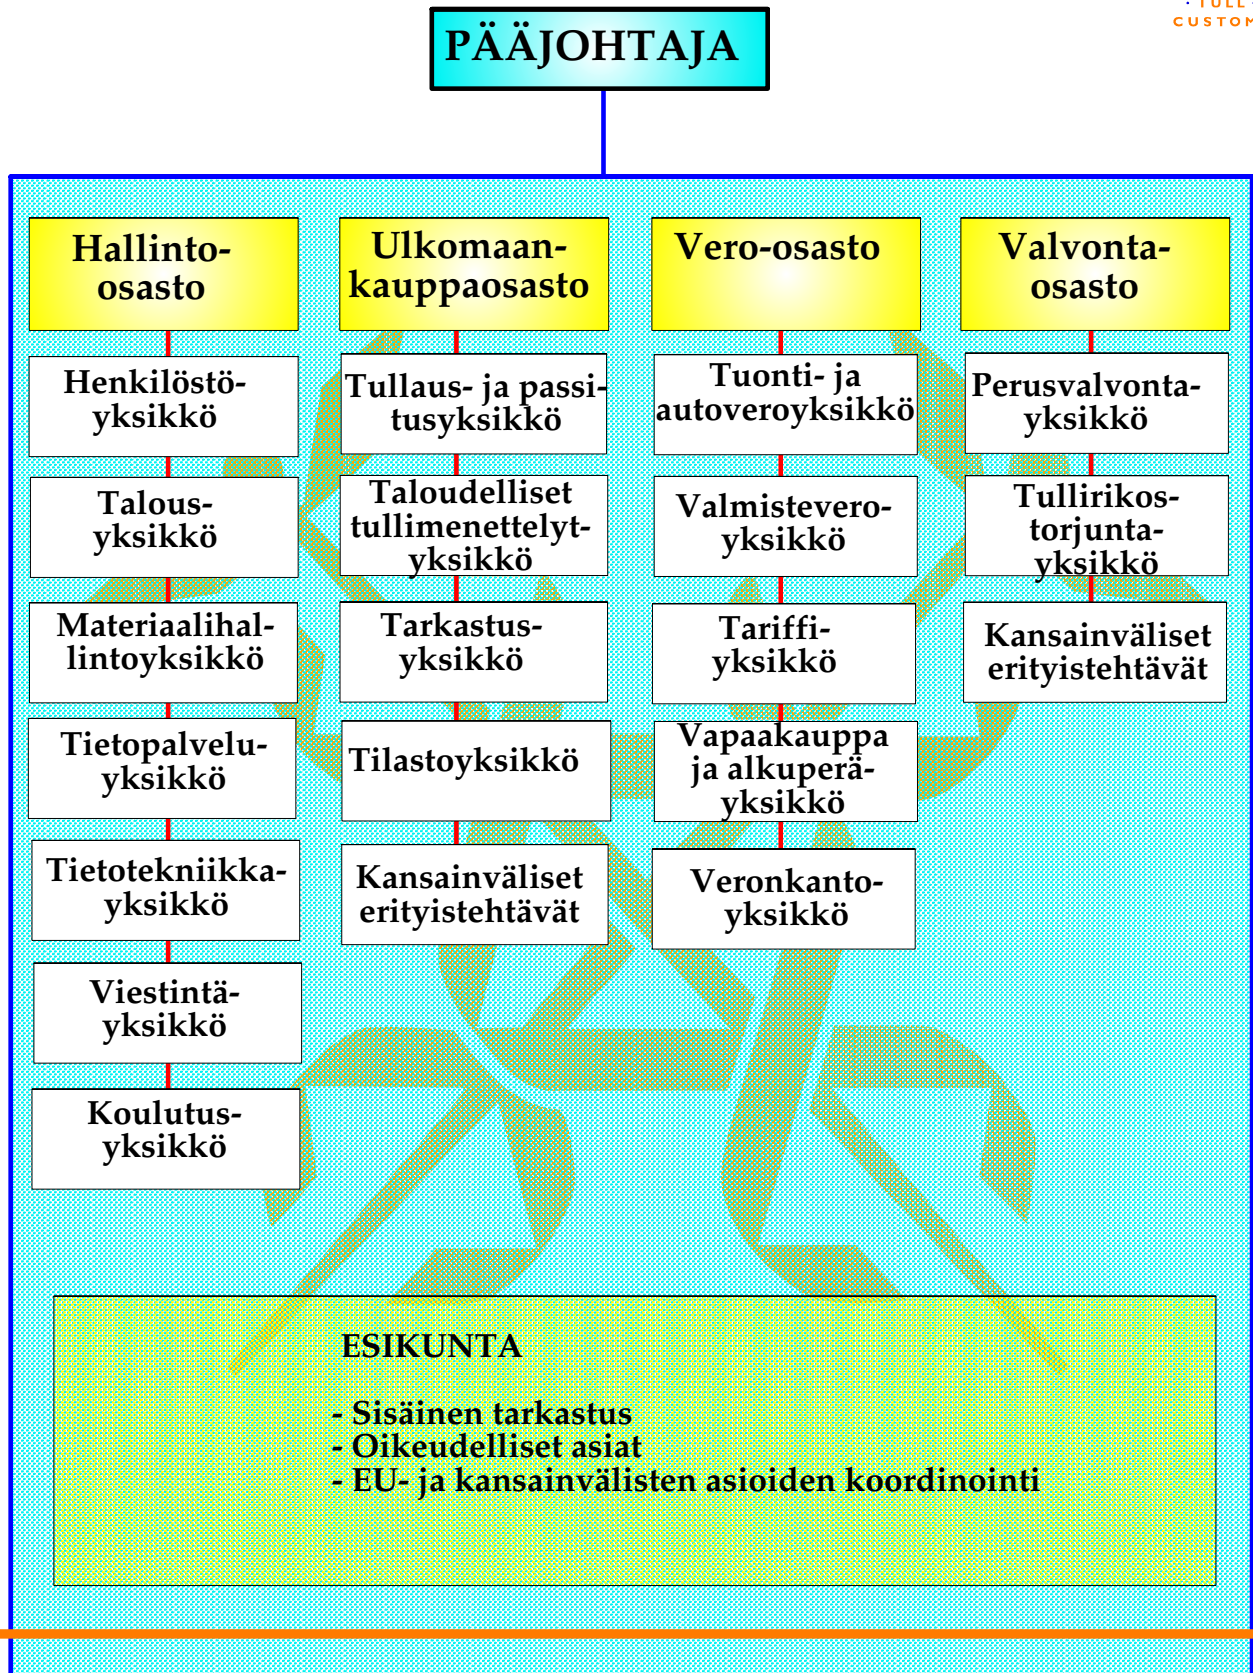 · TULL ·
CUSTOM
PÄÄJOHTAJA
Hallinto-
osasto
Henkilöstö-
yksikkö
Talous-
yksikkö
Materiaalihal-
lintoyksikkö
Tietopalvelu-
yksikkö
Tietotekniikka-
yksikkö
Viestintä-
yksikkö
Koulutus-
yksikkö
Ulkomaan-
kauppaosasto
Tullaus- ja passi-
tusyksikkö
Taloudelliset
tullimenettelyt-
yksikkö
Tarkastus-
yksikkö
Tilastoyksikkö
Kansainväliset
erityistehtävät
Vero-osasto
Tuonti- ja
autoveroyksikkö
Valmistevero-
yksikkö
Tariffi-
yksikkö
Vapaakauppa
ja alkuperä-
yksikkö
Veronkanto-
yksikkö
Valvonta-
osasto
Perusvalvonta-
yksikkö
Tullirikos-
torjunta-
yksikkö
Kansainväliset
erityistehtävät
ESIKUNTA
- Sisäinen tarkastus
- Oikeudelliset asiat
- EU- ja kansainvälisten asioiden koordinointi